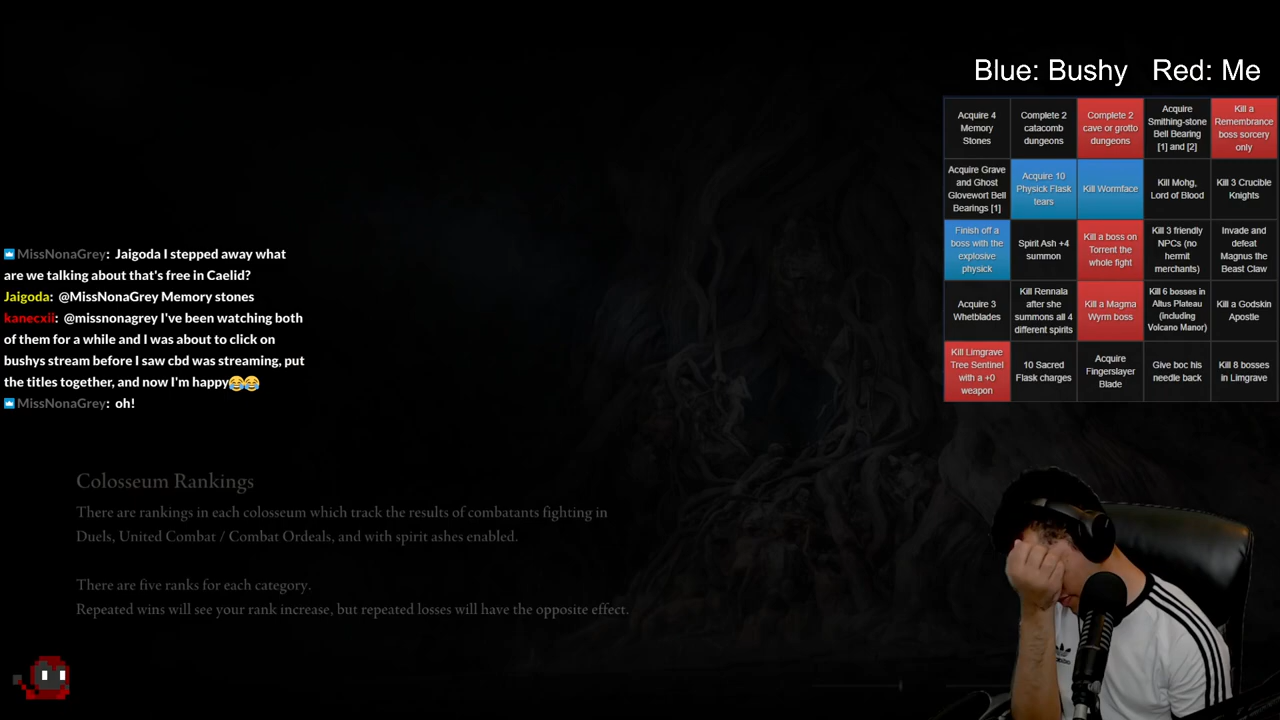 Blue: Bushy Red: Me
Acquire 4
Memory
Stones
Complete 2
catacomb
dungeons
Complete 2
cave or grotto
dungeons
Acquire
Smithing-stone
Bell Bearing
[1] and [2]
Kill a
Remembrance
boss sorcery
only
Acquire Grave
and Ghost
Glovewort Bell
Bearings [1]
Acquire 10
Physick Flask
tears
Kill Wormface
Kill Mohg,
Lord of Blood
Kill 3 Crucible
Knights
Finish off a
boss with the
explosive
physick
Spirit Ash +4
summon
Kill a boss on
Torrent the
whole fight
Kill 3 friendly
NPCs (no
hermit
merchants)
Invade and
defeat
Magnus the
Beast Claw
Acquire 3
Whetblades
Kill Rennala
after she
summons all 4
different spirits
Kill a Magma
Wyrm boss
Kill 6 bosses in
Altus Plateau
(including
Volcano Manor)
Kill a Godskin
Apostle
Kill Limgrave
Tree Sentinel
with a +0
weapon
10 Sacred
Flask charges
Acquire
Fingerslayer
Blade
Give boc his
needle back
Kill 8 bosses
in Limgrave
MissNonaGrey: Jaigoda I stepped away what
are we talking about that's free in Caelid?
Jaigoda: @MissNonaGrey Memory stones
kanecxii: @missnonagrey I've been watching both
of them for a while and I was about to click on
bushys stream before I saw cbd was streaming, put
the titles together, and now I'm happy😂😂
MissNonaGrey: oh!
Colosseum Rankings
There are rankings in each colosseum which track the results of combatants fighting in
Duels, United Combat / Combat Ordeals, and with spirit ashes enabled.
There are five ranks for each category.
Repeated wins will see your rank increase, but repeated losses will have the opposite effect.